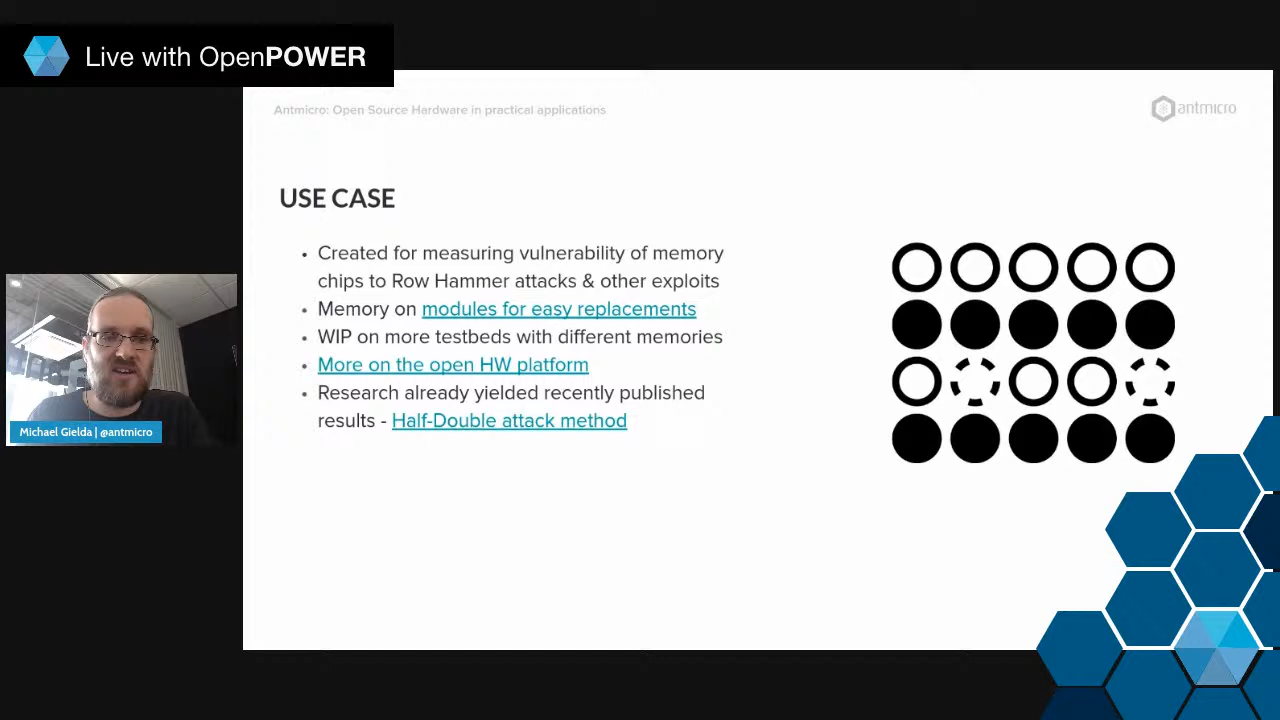 Live with OpenPOWER
Antmicro: Open Source Hardware in practical applications
antmicro
USE CASE
• Created for measuring vulnerability of memory
chips to Row Hammer attacks & other exploits
• Memory on modules for easy replacements
• WIP on more testbeds with different memories
• More on the open HW platform
• Research already yielded recently published
results - Half-Double attack method
Michael Gielda | @antmicro